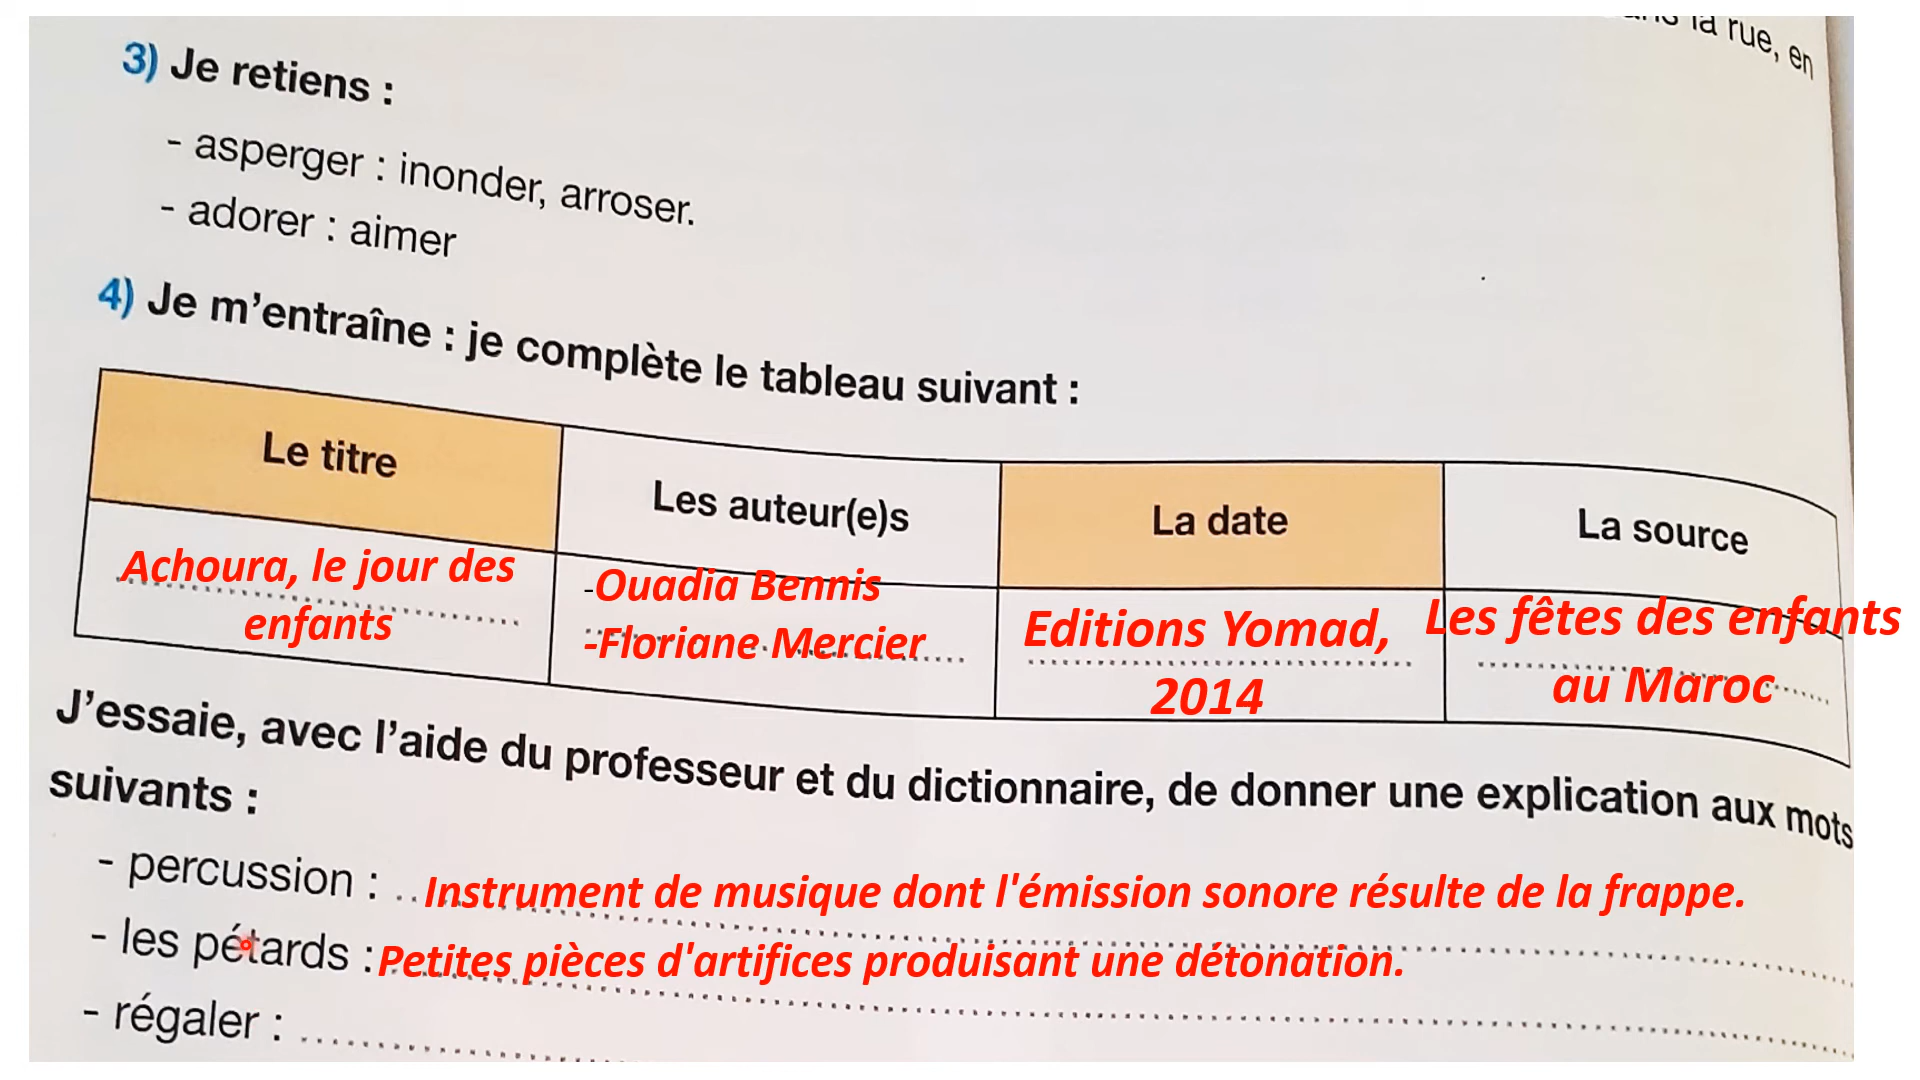 la rue, en
3) Je retiens :
- asperger : inonder, arroser.
- adorer : aimer
4) Je m'entraîne : je complète le tableau suivant :
Le titre
Les auteur(e)s
La date
La source
Achoura, le jour des
enfants
-Ouadia Bennis
-Floriane Mercier
Editions Yomad,
2014
Les fêtes des enfants
au Maroc
J'essaie, avec l'aide du professeur et du dictionnaire, de donner une explication aux mots
suivants :
- percussion : Instrument de musique dont l'émission sonore résulte de la frappe.
- les pétards : Petites pièces d'artifices produisant une détonation.
- régaler :